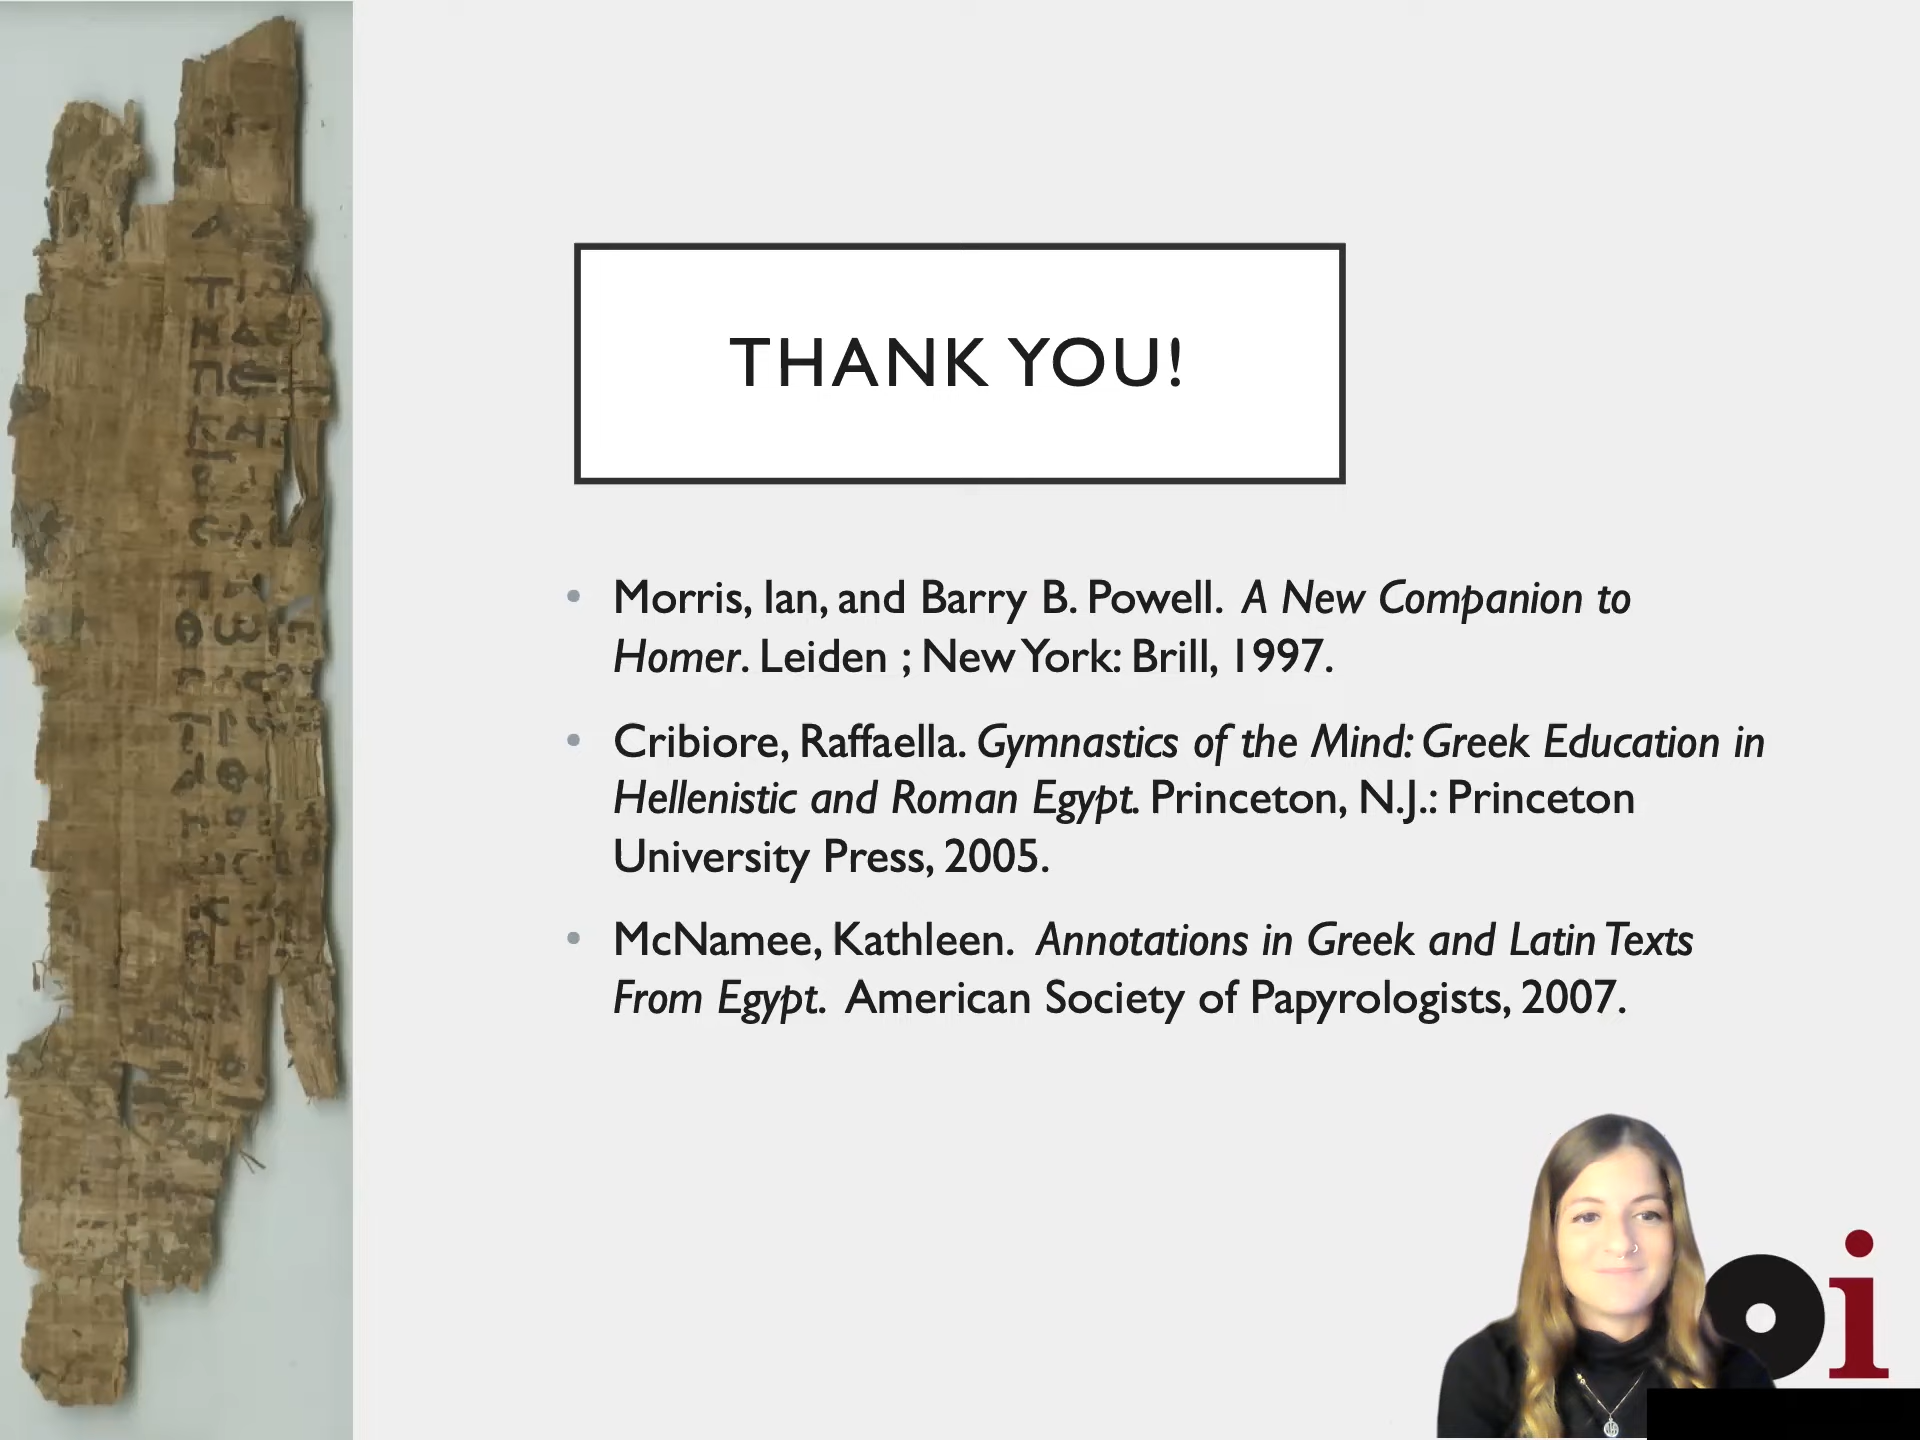 THANK YOU!
• Morris, Ian, and Barry B. Powell. A New Companion to
Homer. Leiden ; New York: Brill, 1997.
• Cribiore, Raffaella. Gymnastics of the Mind: Greek Education in
Hellenistic and Roman Egypt. Princeton, N.J.: Princeton
University Press, 2005.
• McNamee, Kathleen. Annotations in Greek and Latin Texts
From Egypt. American Society of Papyrologists, 2007.
oi